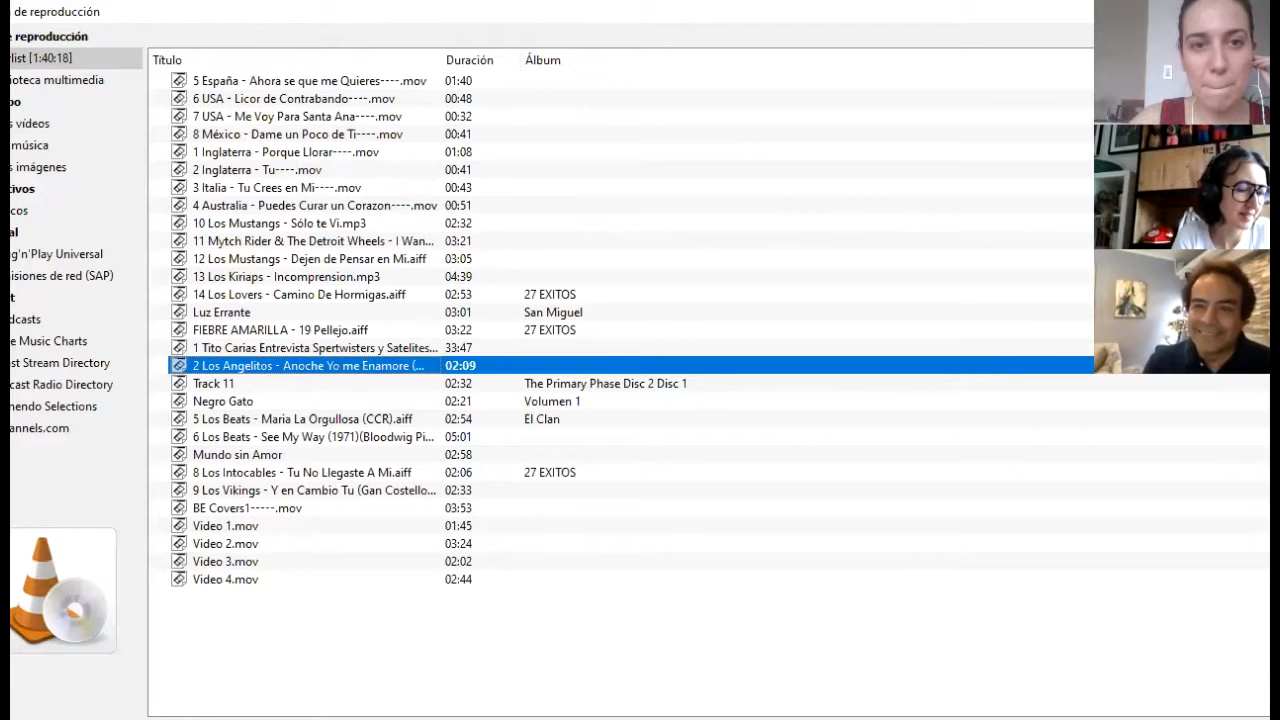 de reproducción
reproducción
list [1:40:18]
ioteca multimedia
po
s vídeos
música
s imágenes
tivos
cos
al
g'n'Play Universal
isiones de red (SAP)
t
dcasts
e Music Charts
ast Stream Directory
cast Radio Directory
mendo Selections
annels.com
Título Duración Álbum
5 España - Ahora se que me Quieres----.mov 01:40
6 USA - Licor de Contrabando----.mov 00:48
7 USA - Me Voy Para Santa Ana----.mov 00:32
8 México - Dame un Poco de Ti----.mov 00:41
1 Inglaterra - Porque Llorar----.mov 01:08
2 Inglaterra - Tu----.mov 00:41
3 Italia - Tu Crees en Mi----.mov 00:43
4 Australia - Puedes Curar un Corazon----.mov 00:51
10 Los Mustangs - Sólo te Vi.mp3 02:32
11 Mytch Rider & The Detroit Wheels - I Wan... 03:21
12 Los Mustangs - Dejen de Pensar en Mi.aiff 03:05
13 Los Kiriaps - Incomprension.mp3 04:39
14 Los Lovers - Camino De Hormigas.aiff 02:53 27 EXITOS
Luz Errante 03:01 San Miguel
FIEBRE AMARILLA - 19 Pellejo.aiff 03:22 27 EXITOS
1 Tito Carias Entrevista Spertwisters y Satelites... 33:47
2 Los Angelitos - Anoche Yo me Enamore (... 02:09
Track 11 02:32 The Primary Phase Disc 2 Disc 1
Negro Gato 02:21 Volumen 1
5 Los Beats - Maria La Orgullosa (CCR).aiff 02:54 El Clan
6 Los Beats - See My Way (1971)(Bloodwig Pi... 05:01
Mundo sin Amor 02:58
8 Los Intocables - Tu No Llegaste A Mi.aiff 02:06 27 EXITOS
9 Los Vikings - Y en Cambio Tu (Gan Costello... 02:33
BE Covers1-----.mov 03:53
Video 1.mov 01:45
Video 2.mov 03:24
Video 3.mov 02:02
Video 4.mov 02:44